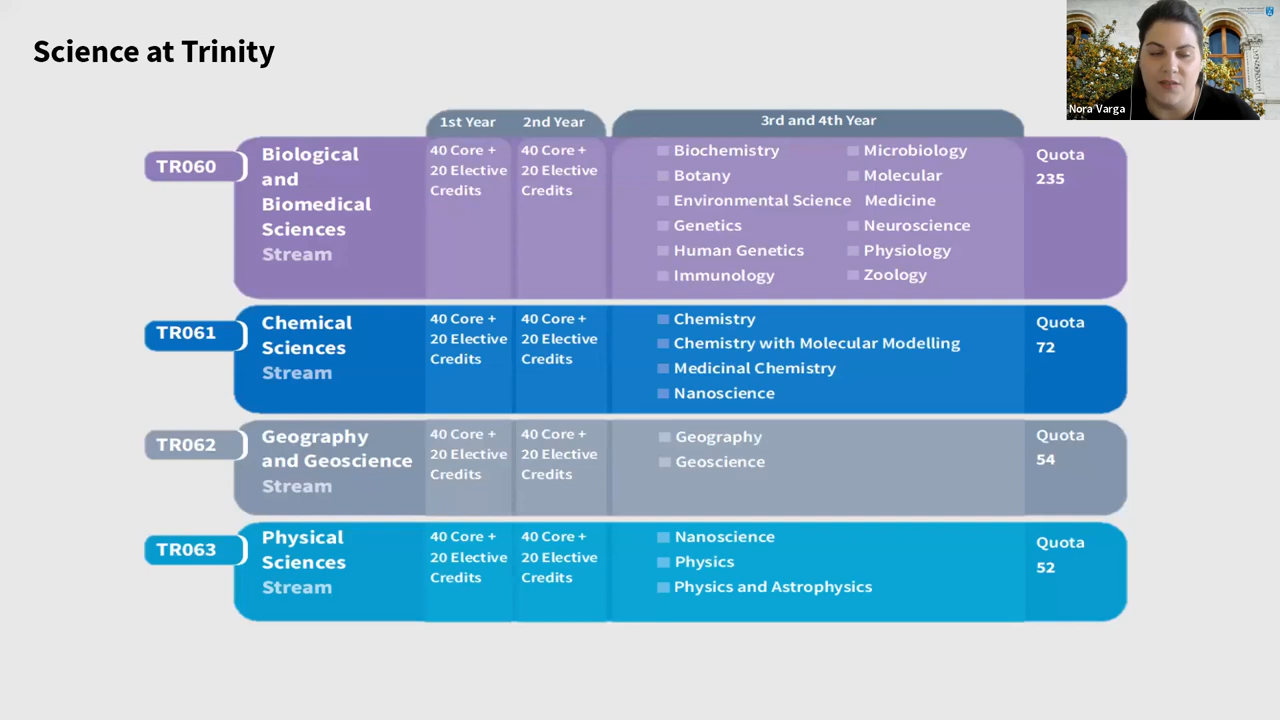 Science at Trinity
Nora Varga
1st Year
2nd Year
3rd and 4th Year
TR060
Biological
and
Biomedical
Sciences
Stream
40 Core +
20 Elective
Credits
40 Core +
20 Elective
Credits
Biochemistry
Botany
Environmental Science
Genetics
Human Genetics
Immunology
Microbiology
Molecular
Medicine
Neuroscience
Physiology
Zoology
Quota
235
TR061
Chemical
Sciences
Stream
40 Core +
20 Elective
Credits
40 Core +
20 Elective
Credits
Chemistry
Chemistry with Molecular Modelling
Medicinal Chemistry
Nanoscience
Quota
72
TR062
Geography
and Geoscience
Stream
40 Core +
20 Elective
Credits
40 Core +
20 Elective
Credits
Geography
Geoscience
Quota
54
TR063
Physical
Sciences
Stream
40 Core +
20 Elective
Credits
40 Core +
20 Elective
Credits
Nanoscience
Physics
Physics and Astrophysics
Quota
52